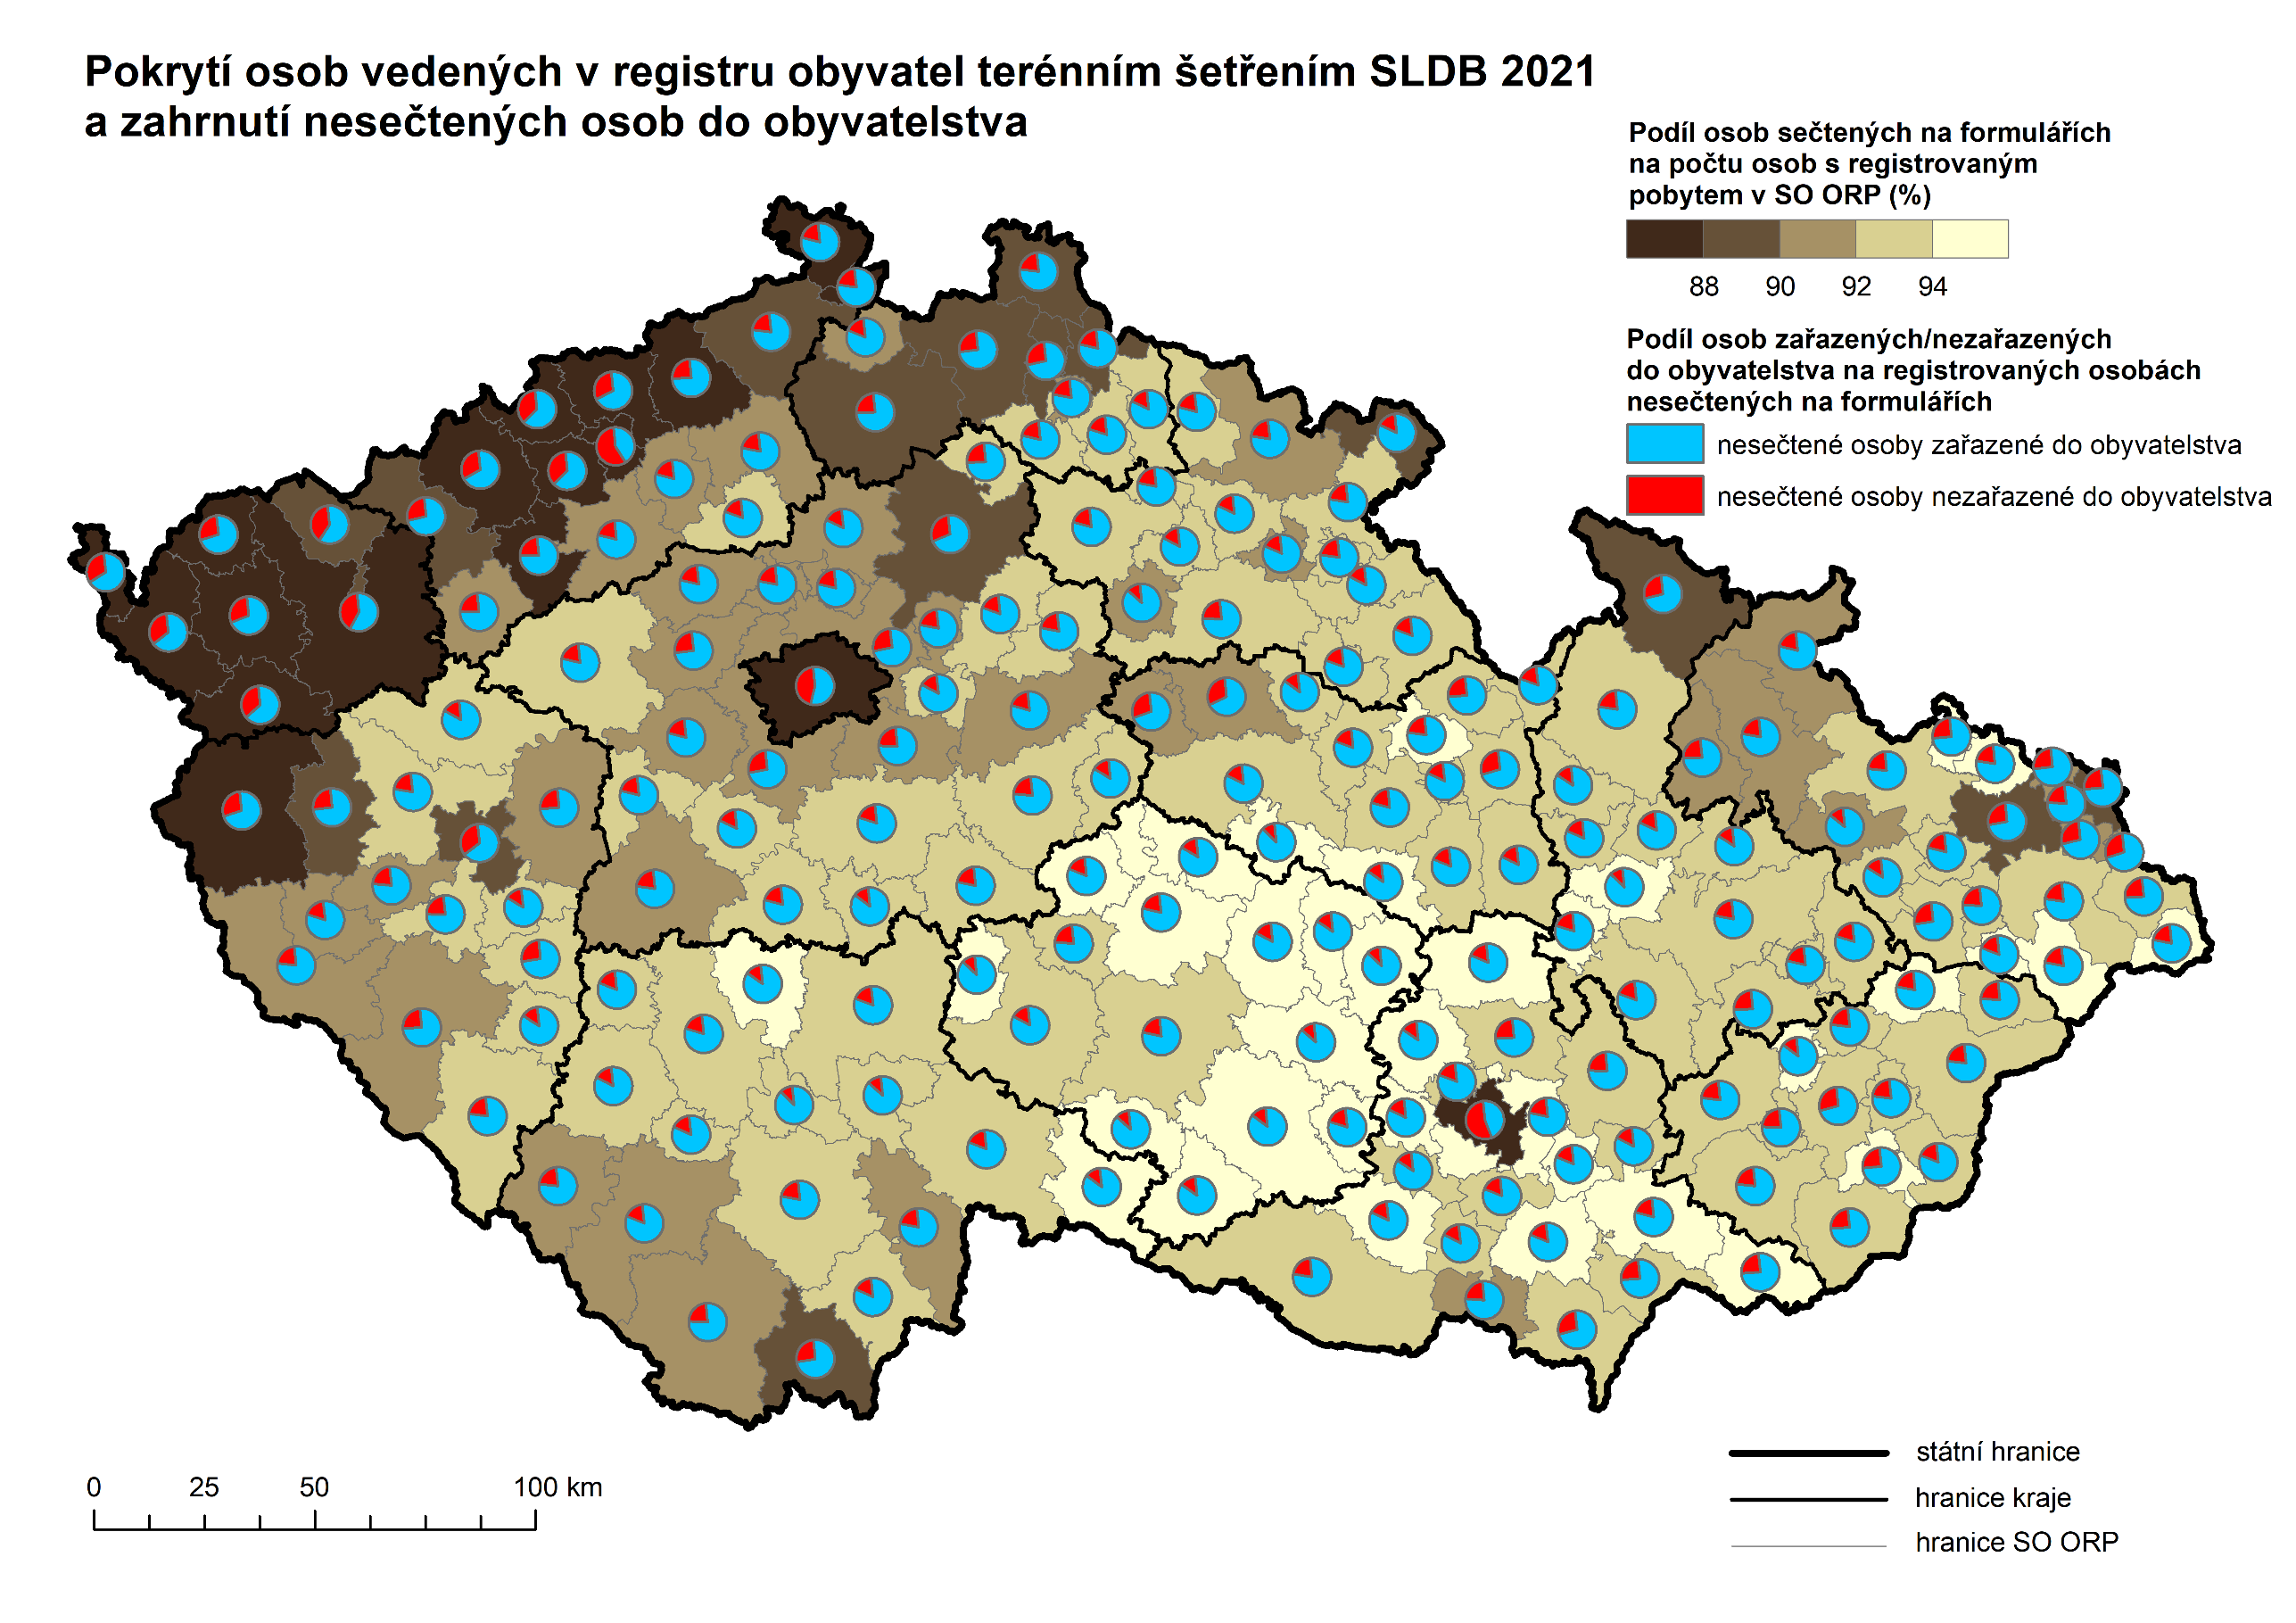 Pokrytí osob vedených v registru obyvatel terénním šetřením SLDB 2021
a zahrnutí nesečtených osob do obyvatelstva
Podíl osob sečtených na formulářích
na počtu osob s registrovaným
pobytem v SO ORP (%)
88 90 92 94
Podíl osob zařazených/nezařazených
do obyvatelstva na registrovaných osobách
nesečtených na formulářích
nesečtené osoby zařazené do obyvatelstva
nesečtené osoby nezařazené do obyvatelstva
státní hranice
hranice kraje
hranice SO ORP
0 25 50 100 km